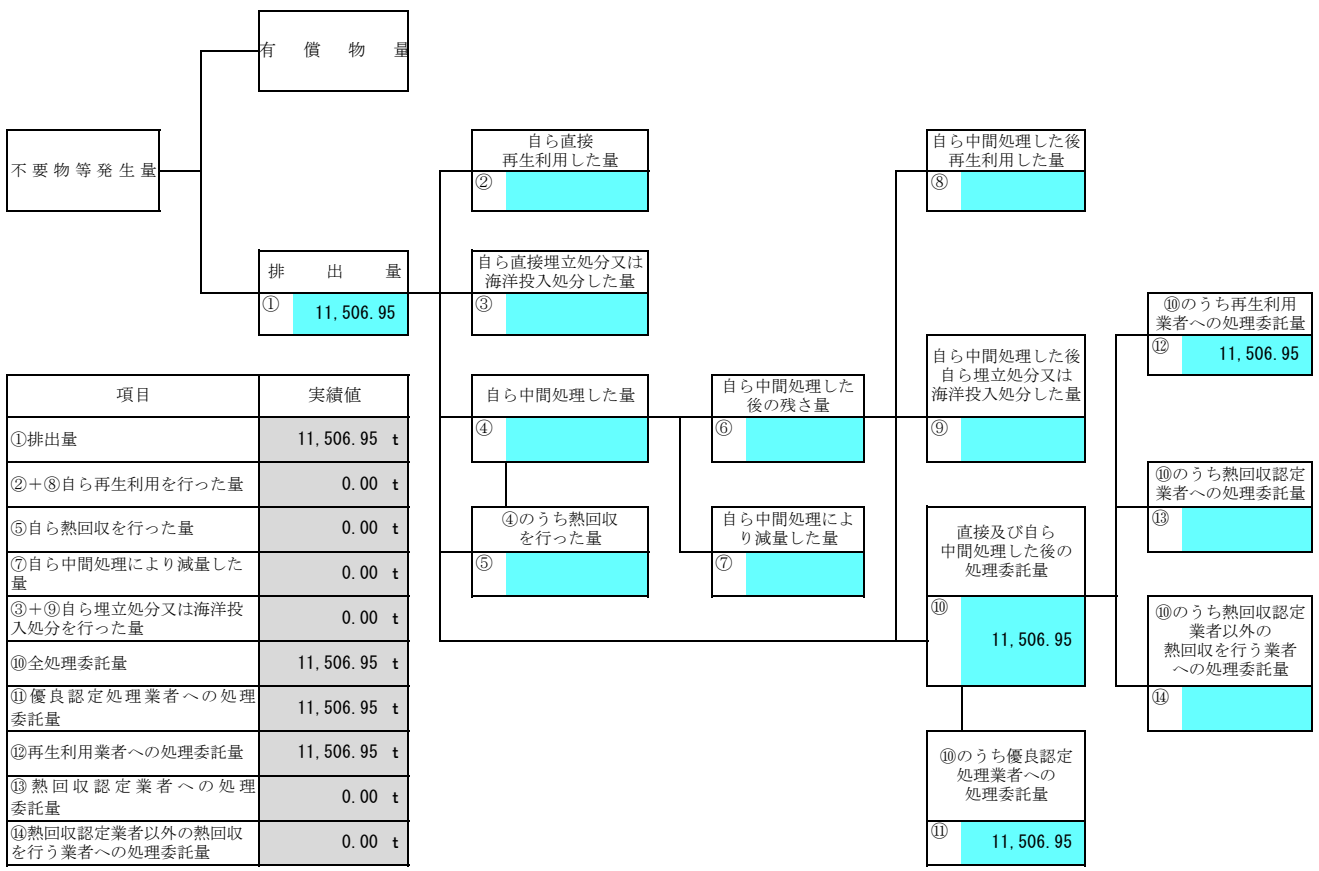 有償物量
不要物等発生量
排出量
① 11,506.95
自ら直接
再生利用した量
②
自ら直接埋立処分又は
海洋投入処分した量
③
自ら中間処理した量
④
④のうち熱回収
を行った量
⑤
自ら中間処理した
後の残さ量
⑥
自ら中間処理によ
り減量した量
⑦
自ら中間処理した後
再生利用した量
⑧
自ら中間処理した後
自ら埋立処分又は
海洋投入処分した量
⑨
直接及び自ら
中間処理した後の
処理委託量
⑩
11,506.95
⑩のうち優良認定
処理業者への
処理委託量
⑪
11,506.95
⑩のうち再生利用
業者への処理委託量
⑫ 11,506.95
⑩のうち熱回収認定
業者への処理委託量
⑬
⑩のうち熱回収認定
業者以外の
熱回収を行う業者
への処理委託量
⑭
項目 実績値
①排出量 11,506.95 t
②+⑧自ら再生利用を行った量 0.00 t
⑤自ら熱回収を行った量 0.00 t
⑦自ら中間処理により減量した
量 0.00 t
③+⑨自ら埋立処分又は海洋投
入処分を行った量 0.00 t
⑩全処理委託量 11,506.95 t
⑪優良認定処理業者への処理
委託量 11,506.95 t
⑫再生利用業者への処理委託量 11,506.95 t
⑬熱回収認定業者への処理
委託量 0.00 t
⑭熱回収認定業者以外の熱回収
を行う業者への処理委託量 0.00 t